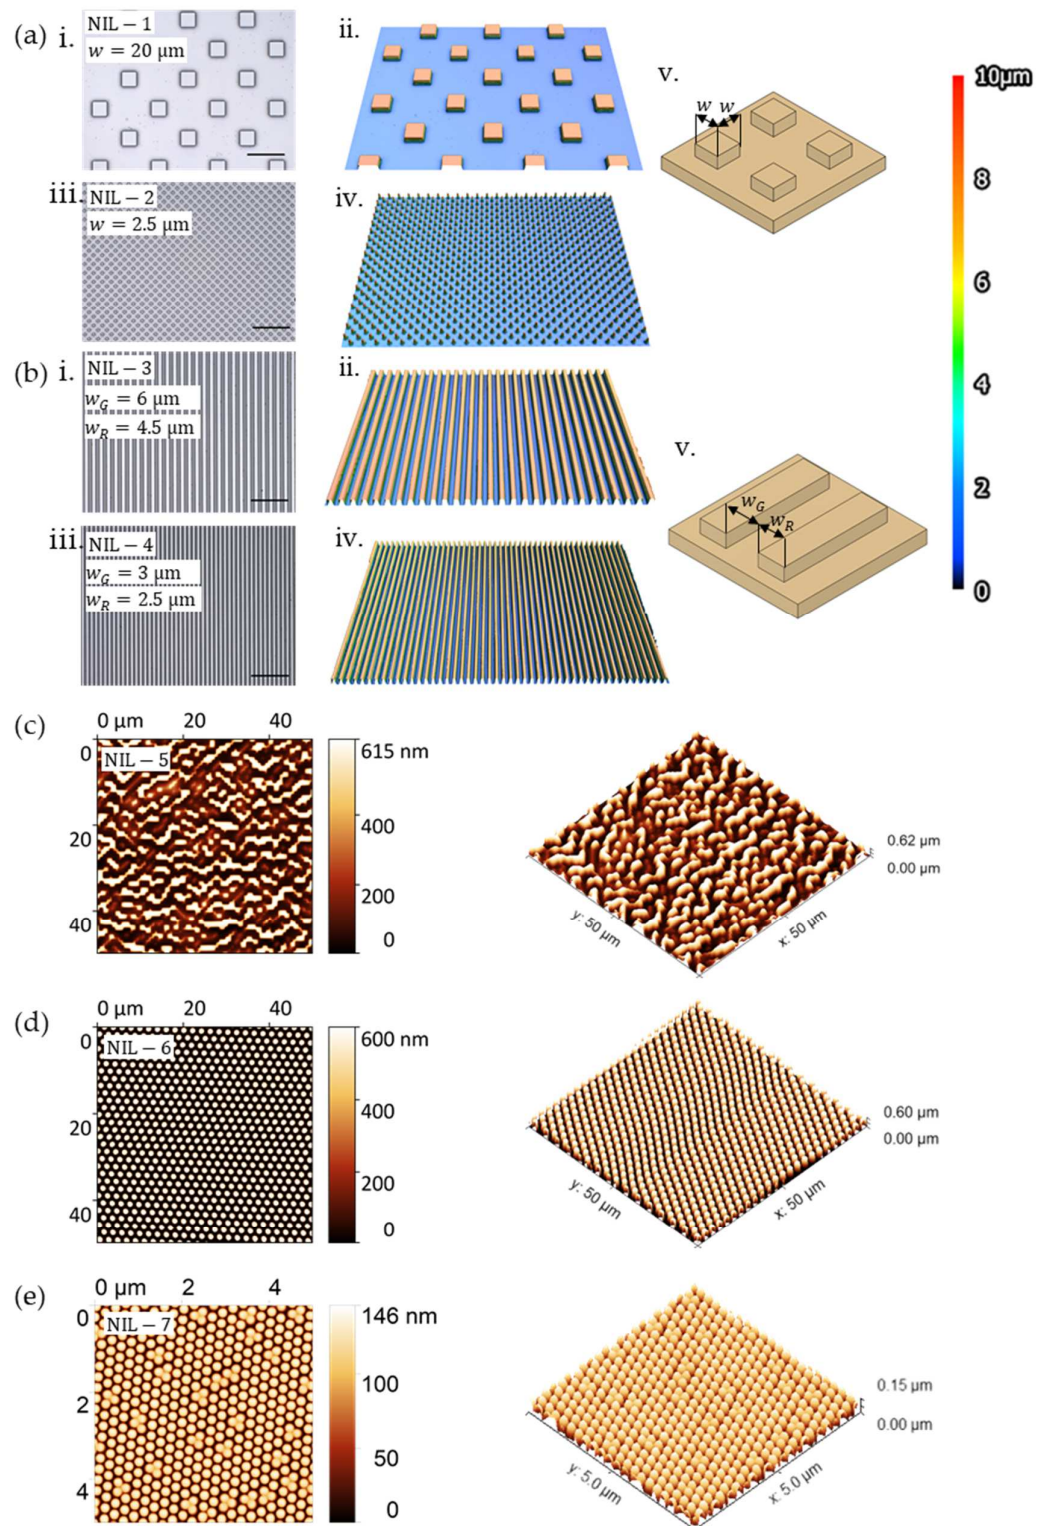 (a) i. NIL − 1
w = 20 μm
ii.
v.
w w
iii. NIL − 2
w = 2.5 μm
iv.
10μm
8
6
4
2
0
(b) i. NIL − 3
w_G = 6 μm
w_R = 4.5 μm
ii.
v.
w_G
w_R
iii. NIL − 4
w_G = 3 μm
w_R = 2.5 μm
iv.
(c) 0 μm 20 40
0
20
40
NIL − 5
615 nm
400
200
0
0.62 μm
0.00 μm
y: 50 μm
x: 50 μm
(d) 0 μm 20 40
0
20
40
NIL − 6
600 nm
400
200
0
0.60 μm
0.00 μm
y: 50 μm
x: 50 μm
(e) 0 μm 2 4
0
2
4
NIL − 7
146 nm
100
50
0
0.15 μm
0.00 μm
y: 5.0 μm
x: 5.0 μm